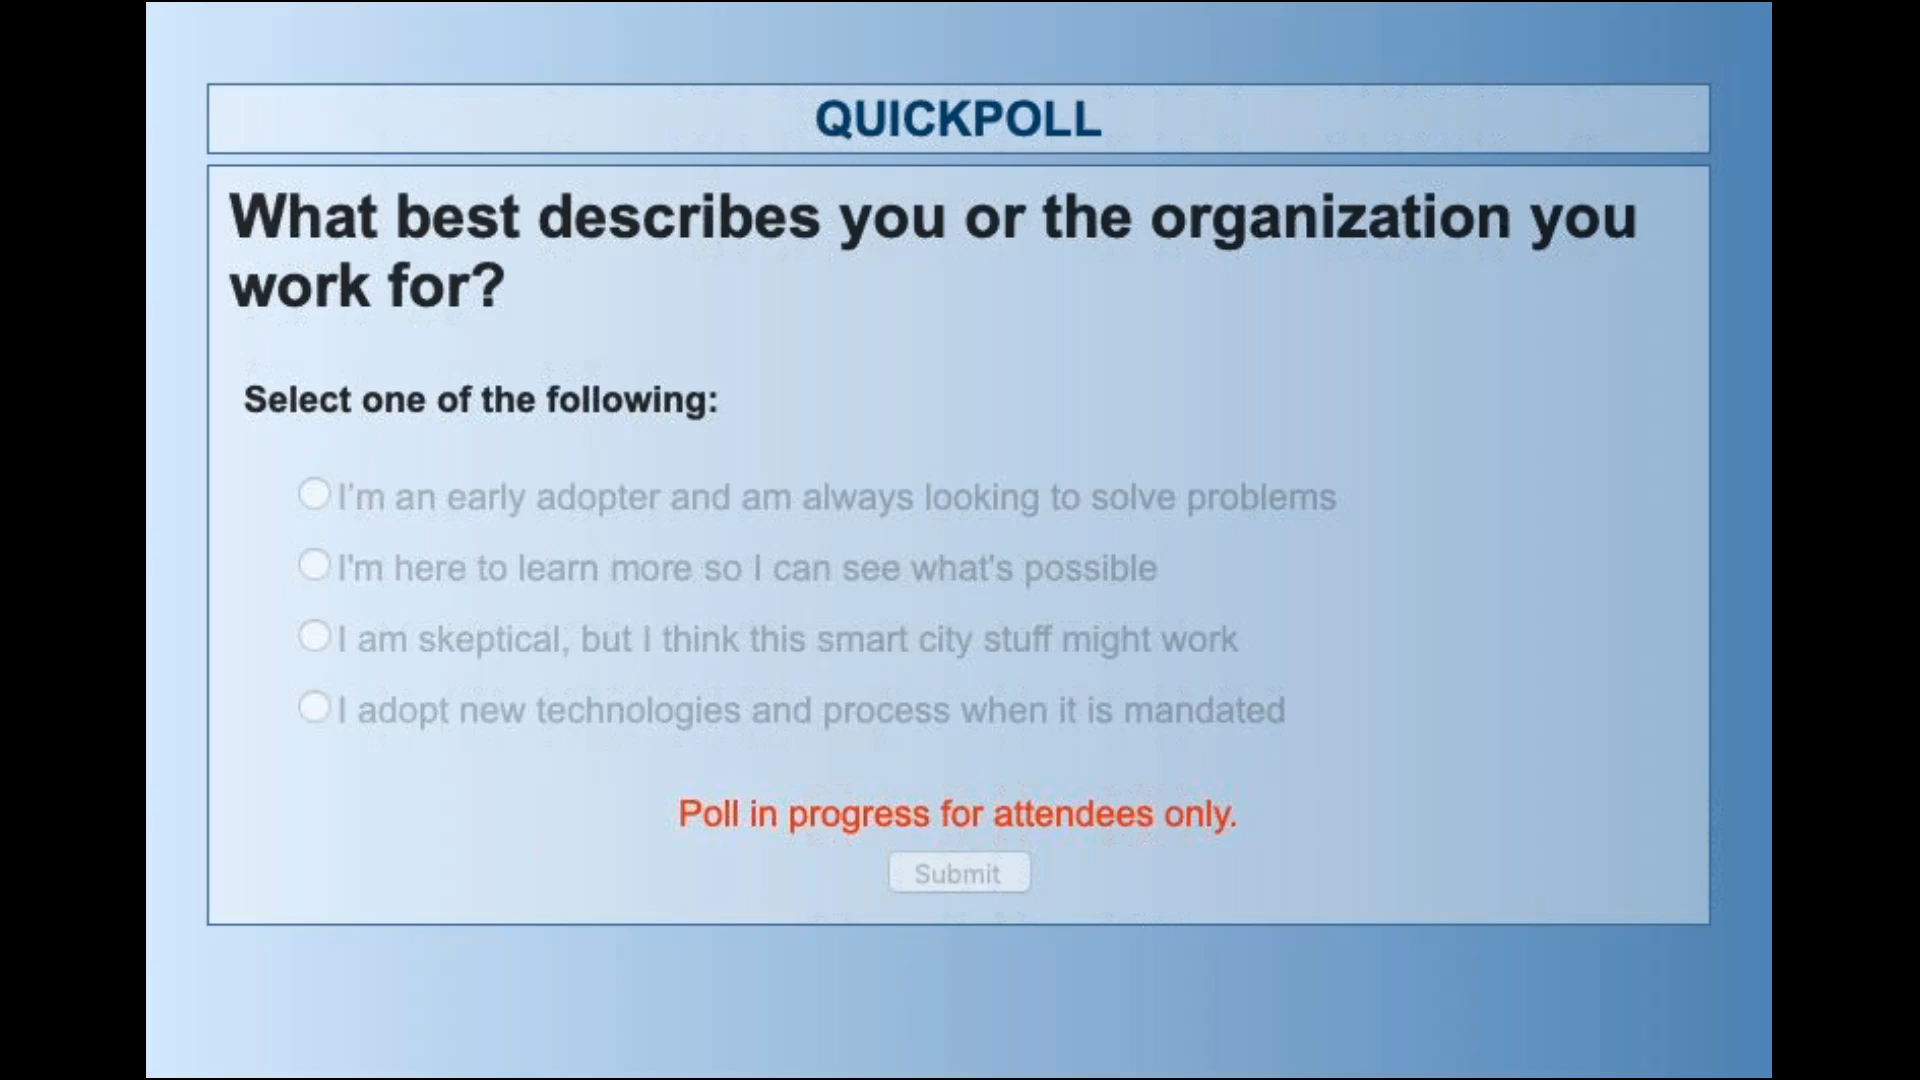 QUICKPOLL
What best describes you or the organization you
work for?
Select one of the following:
I'm an early adopter and am always looking to solve problems
I'm here to learn more so I can see what's possible
I am skeptical, but I think this smart city stuff might work
I adopt new technologies and process when it is mandated
Poll in progress for attendees only.
Submit